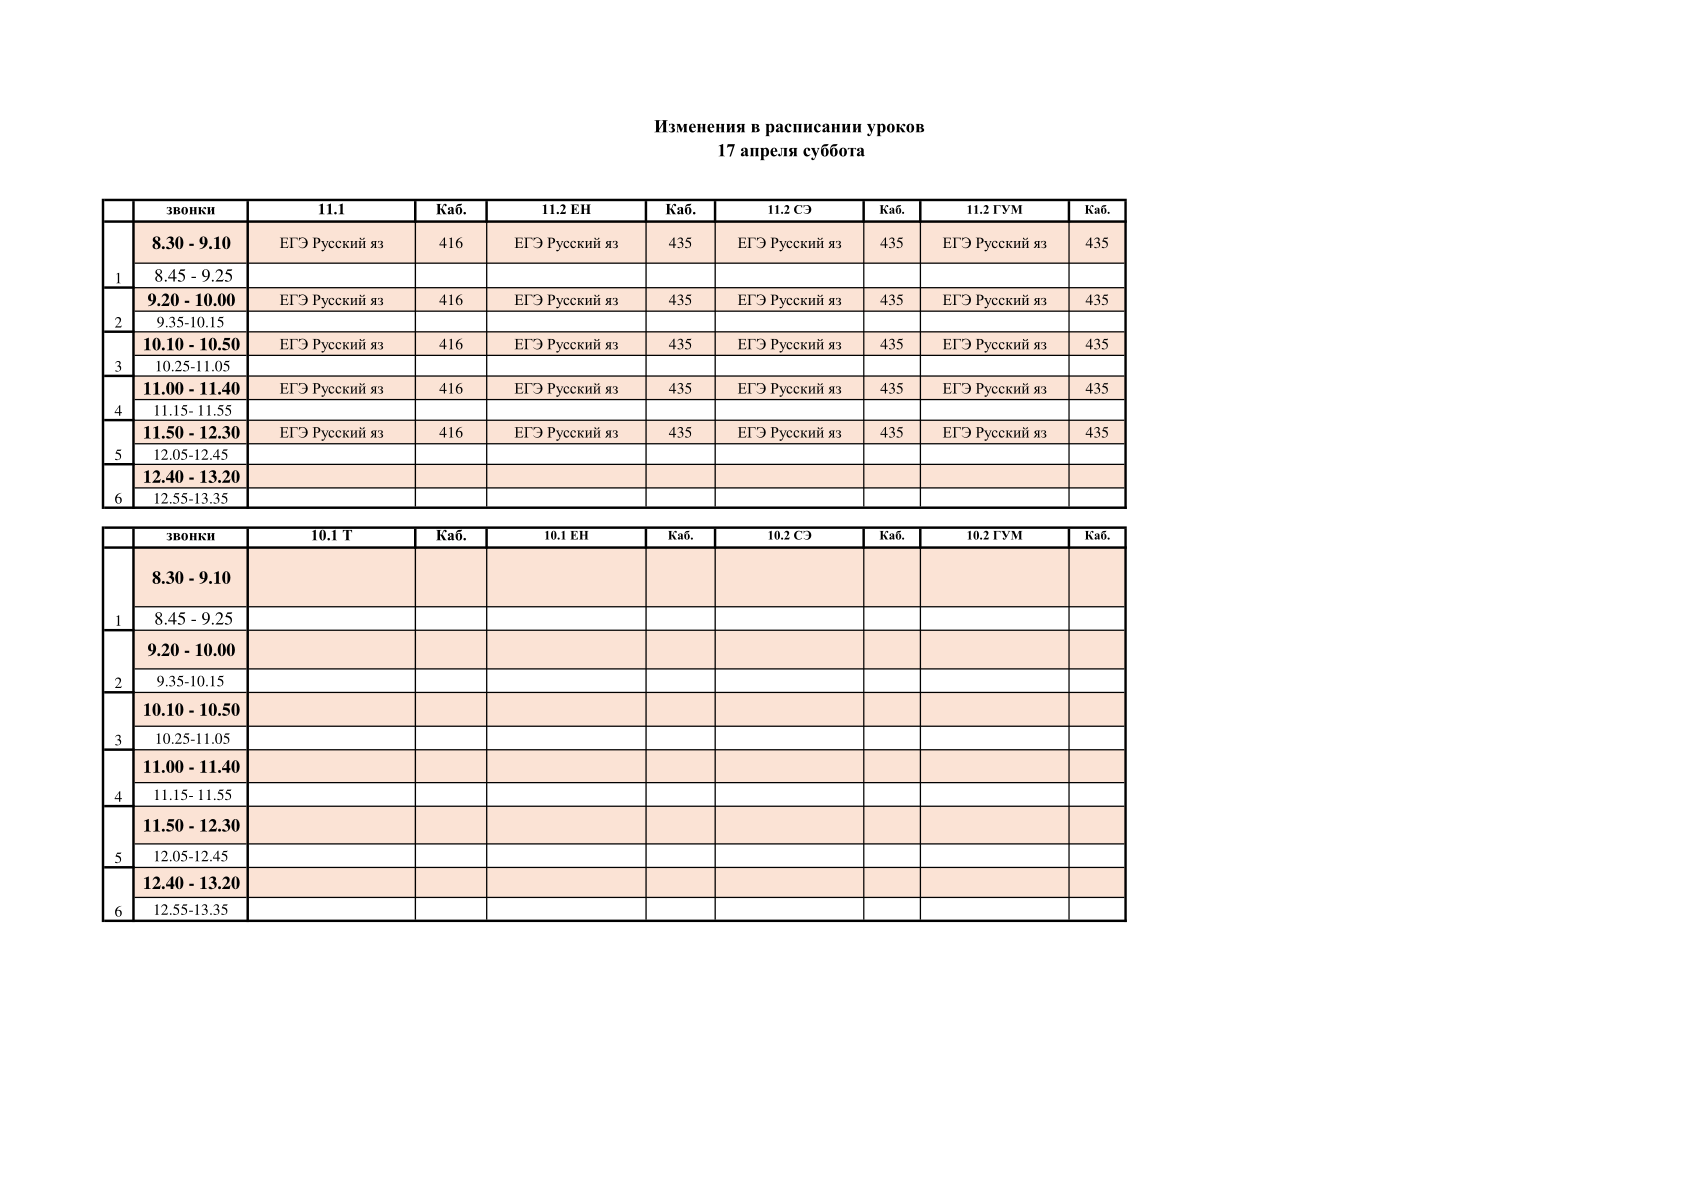 Изменения в расписании уроков
17 апреля суббота
звонки 11.1 Каб. 11.2 ЕН Каб. 11.2 СЭ Каб. 11.2 ГУМ Каб.
8.30 - 9.10 ЕГЭ Русский яз 416 ЕГЭ Русский яз 435 ЕГЭ Русский яз 435 ЕГЭ Русский яз 435
1 8.45 - 9.25
9.20 - 10.00 ЕГЭ Русский яз 416 ЕГЭ Русский яз 435 ЕГЭ Русский яз 435 ЕГЭ Русский яз 435
2 9.35-10.15
10.10 - 10.50 ЕГЭ Русский яз 416 ЕГЭ Русский яз 435 ЕГЭ Русский яз 435 ЕГЭ Русский яз 435
3 10.25-11.05
11.00 - 11.40 ЕГЭ Русский яз 416 ЕГЭ Русский яз 435 ЕГЭ Русский яз 435 ЕГЭ Русский яз 435
4 11.15- 11.55
11.50 - 12.30 ЕГЭ Русский яз 416 ЕГЭ Русский яз 435 ЕГЭ Русский яз 435 ЕГЭ Русский яз 435
5 12.05-12.45
12.40 - 13.20
6 12.55-13.35
звонки 10.1 Т Каб. 10.1 ЕН Каб. 10.2 СЭ Каб. 10.2 ГУМ Каб.
8.30 - 9.10
1 8.45 - 9.25
9.20 - 10.00
2 9.35-10.15
10.10 - 10.50
3 10.25-11.05
11.00 - 11.40
4 11.15- 11.55
11.50 - 12.30
5 12.05-12.45
12.40 - 13.20
6 12.55-13.35